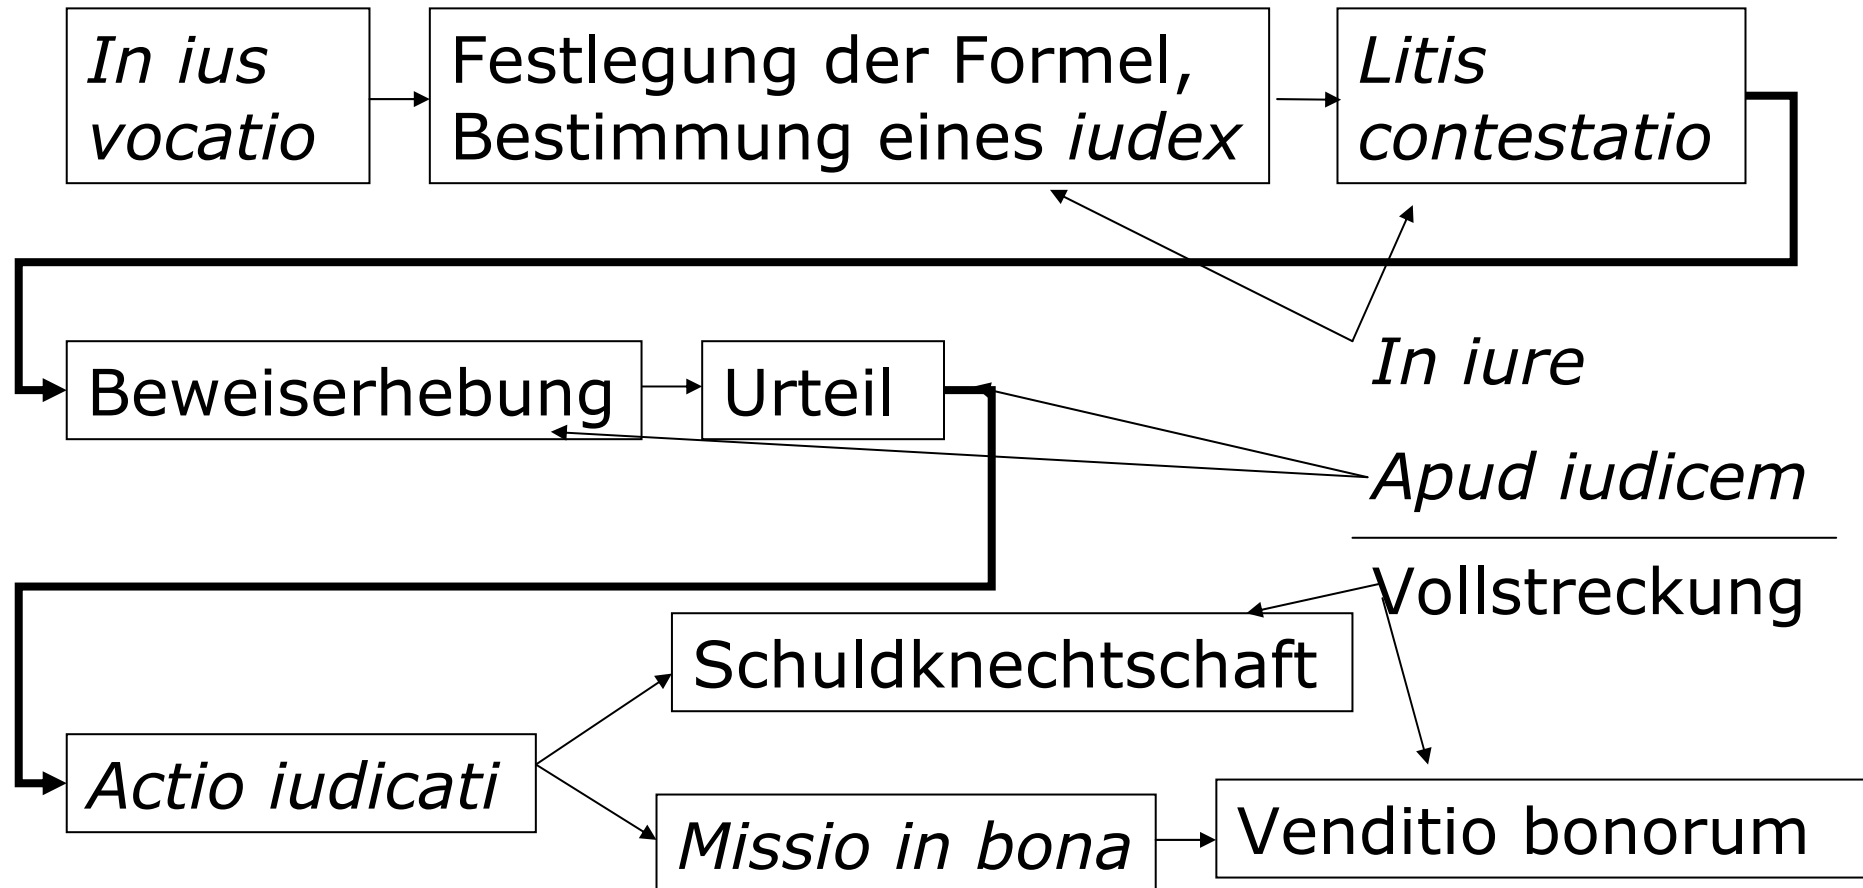 In ius
vocatio
Festlegung der Formel,
Bestimmung eines iudex
Litis
contestatio
In iure
Beweiserhebung
Urteil
Apud iudicem
Vollstreckung
Schuldknechtschaft
Actio iudicati
Missio in bona
Venditio bonorum